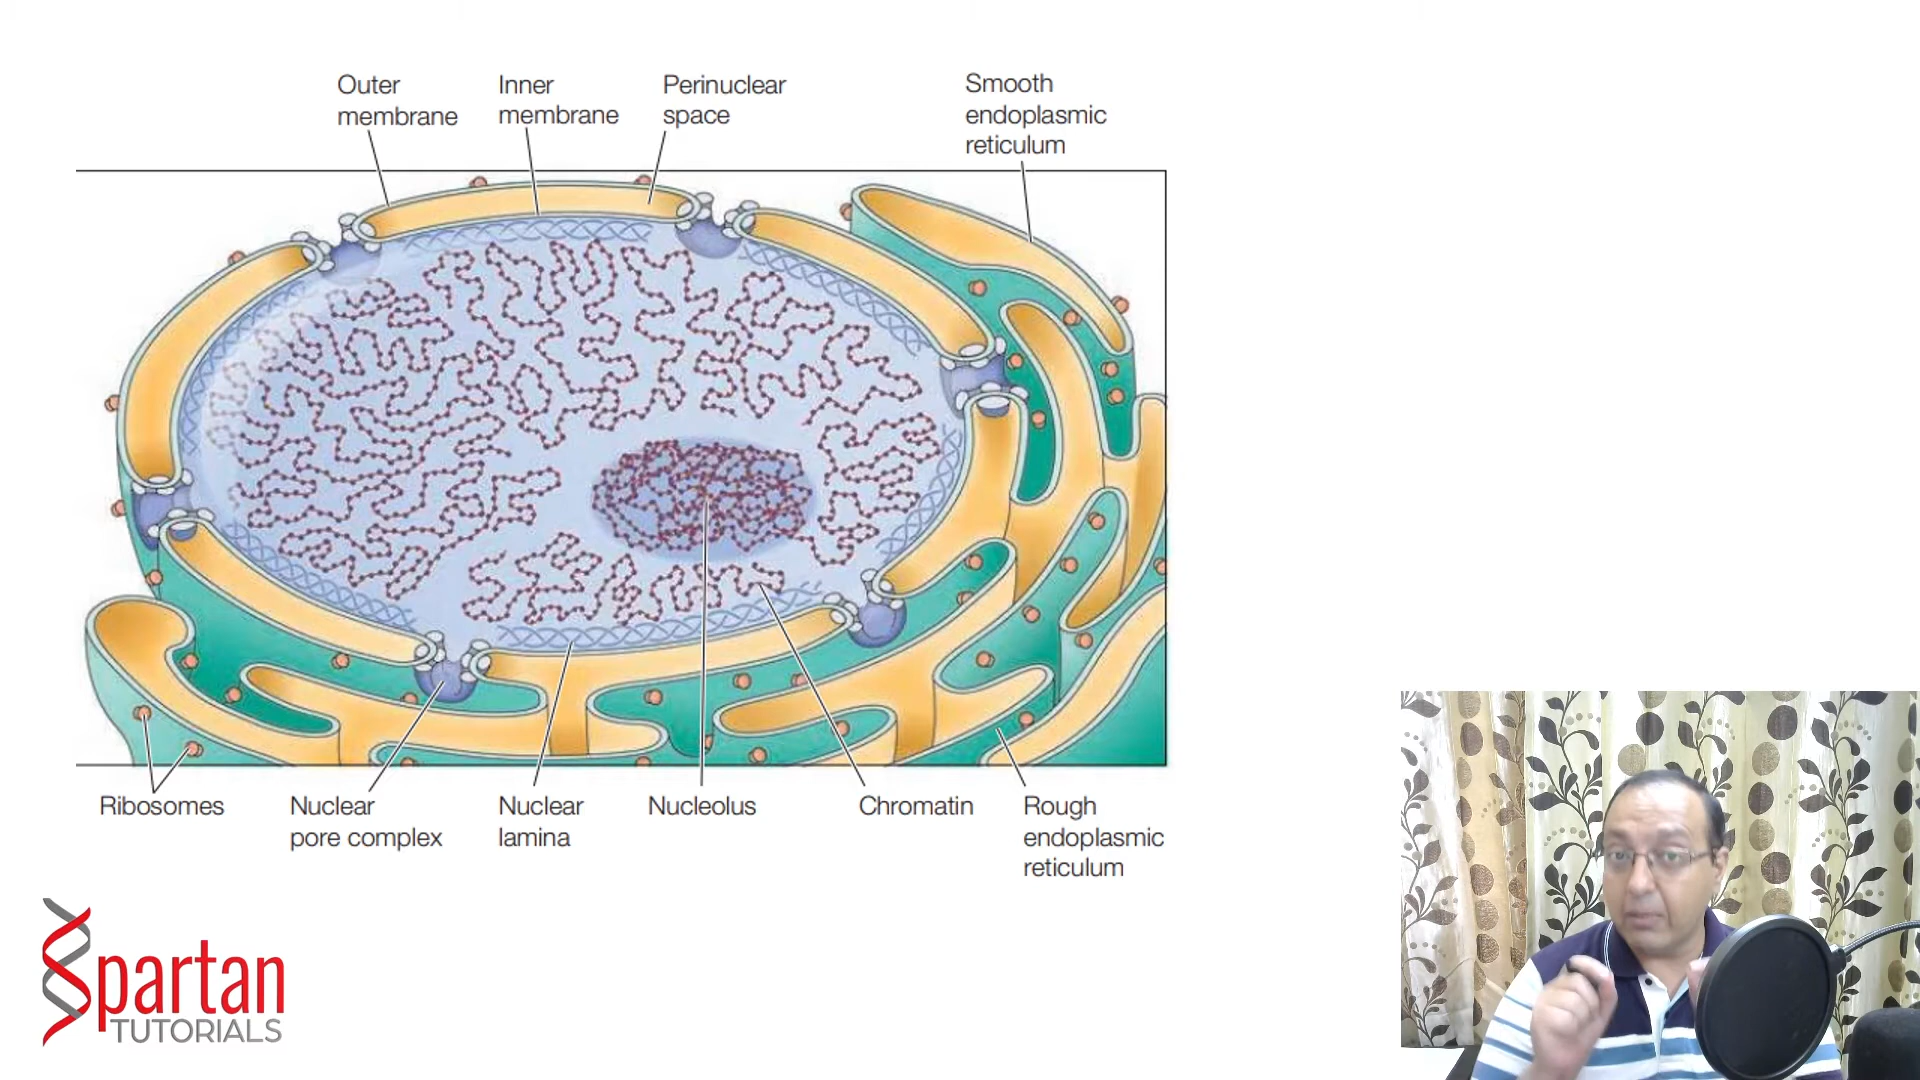 Outer
membrane
Inner
membrane
Perinuclear
space
Smooth
endoplasmic
reticulum
Ribosomes
Nuclear
pore complex
Nuclear
lamina
Nucleolus
Chromatin
Rough
endoplasmic
reticulum
Spartan
TUTORIALS